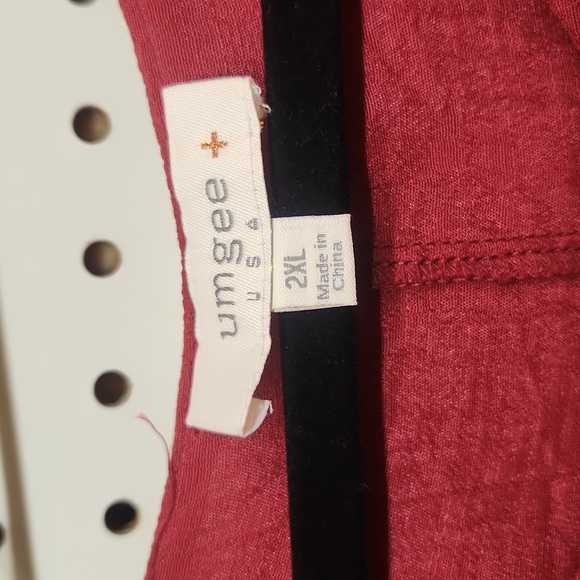 umgee +
USA
2XL
Made in
China